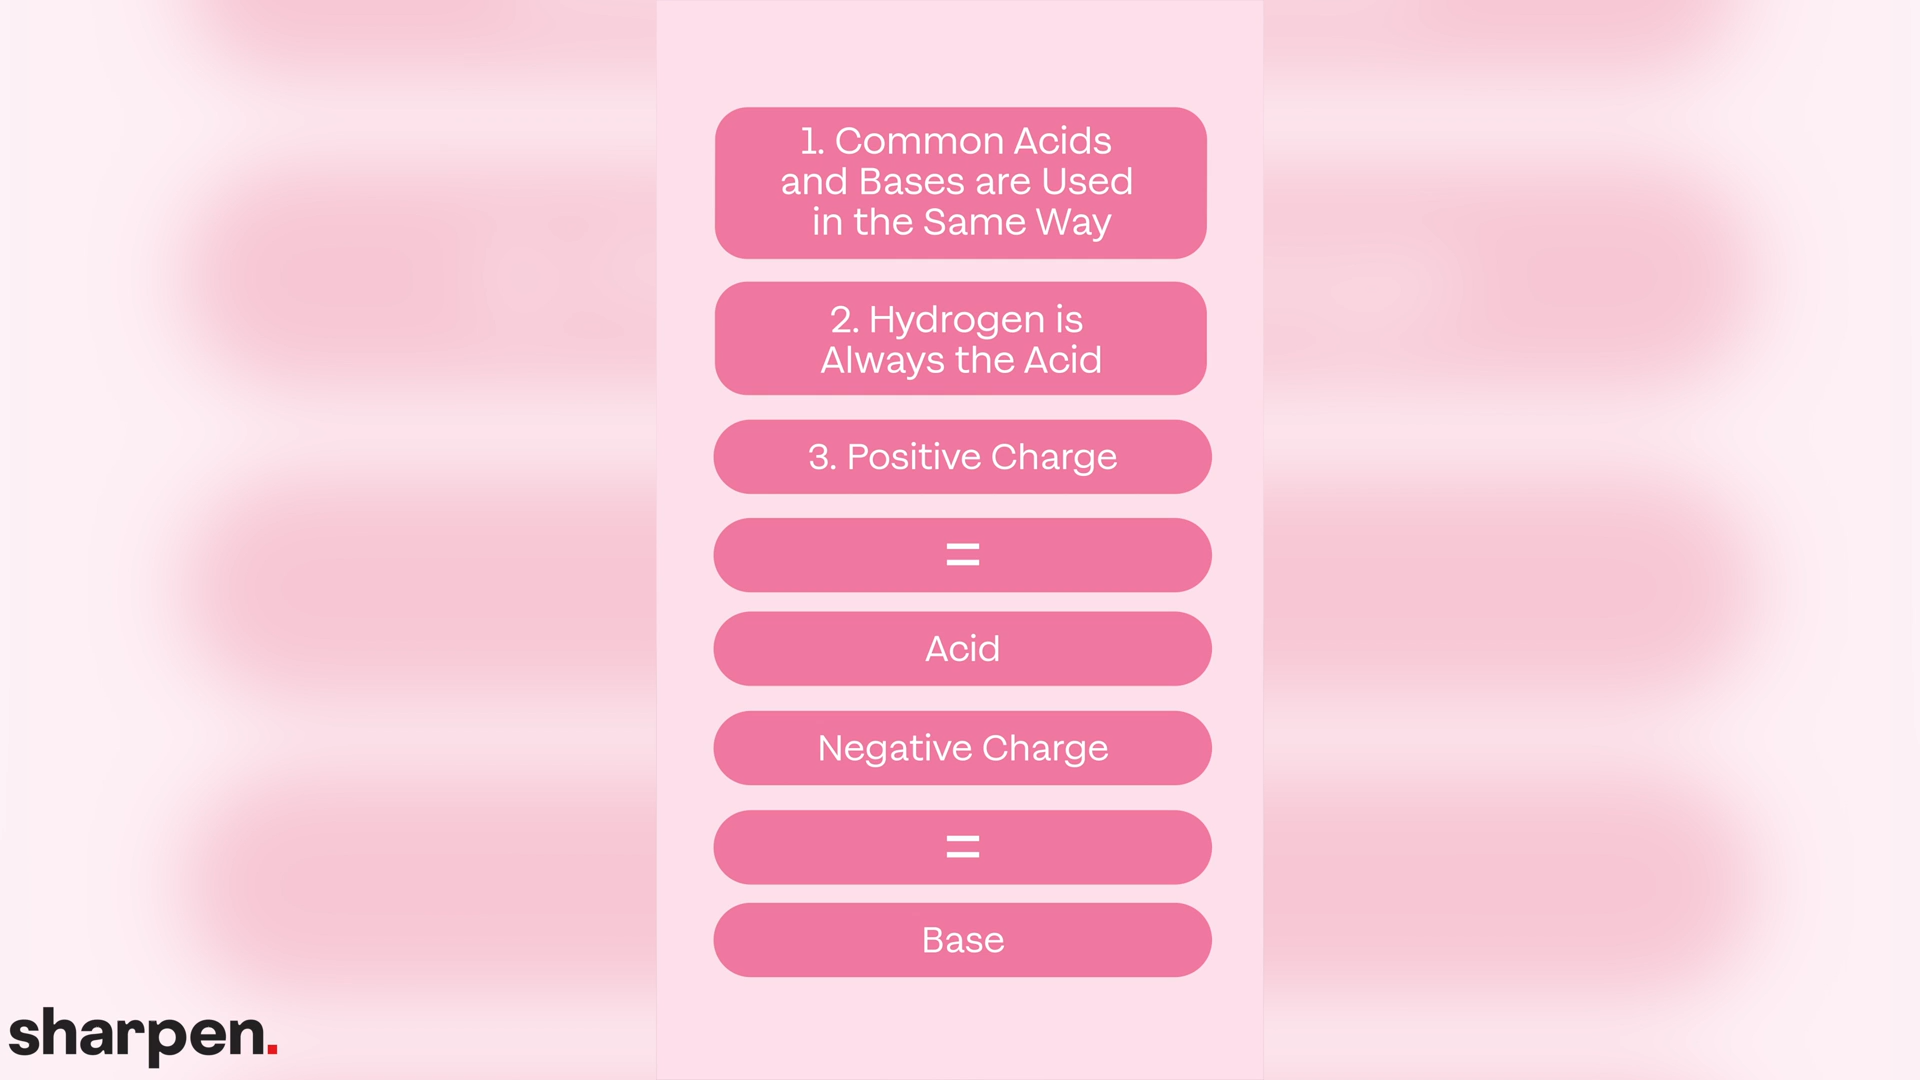 1. Common Acids
and Bases are Used
in the Same Way
2. Hydrogen is
Always the Acid
3. Positive Charge
=
Acid
Negative Charge
=
Base
sharpen.